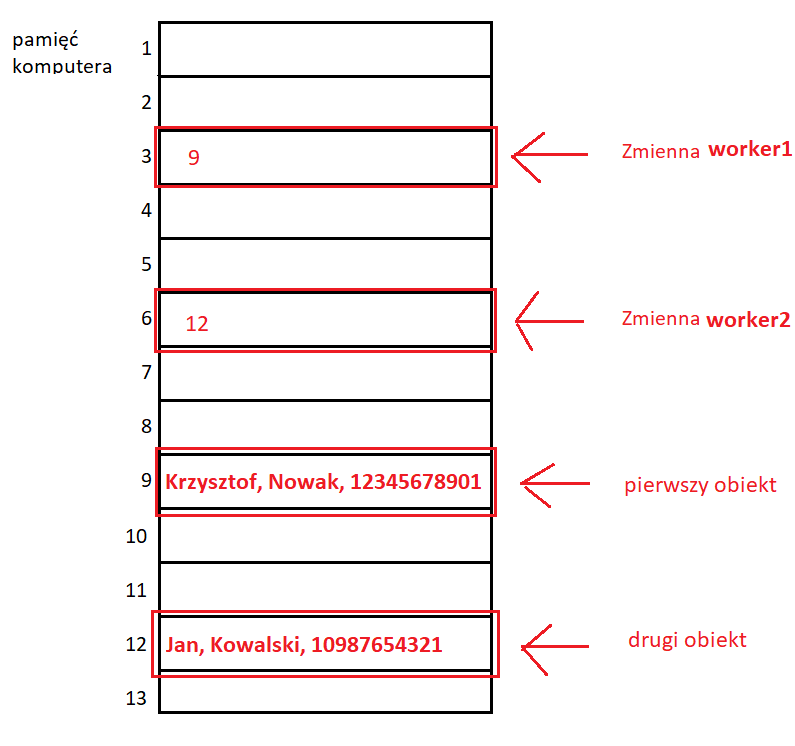 pamięć
komputera
1
2
3 9 Zmienna worker1
4
5
6 12 Zmienna worker2
7
8
9 Krzysztof, Nowak, 12345678901 pierwszy obiekt
10
11
12 Jan, Kowalski, 10987654321 drugi obiekt
13